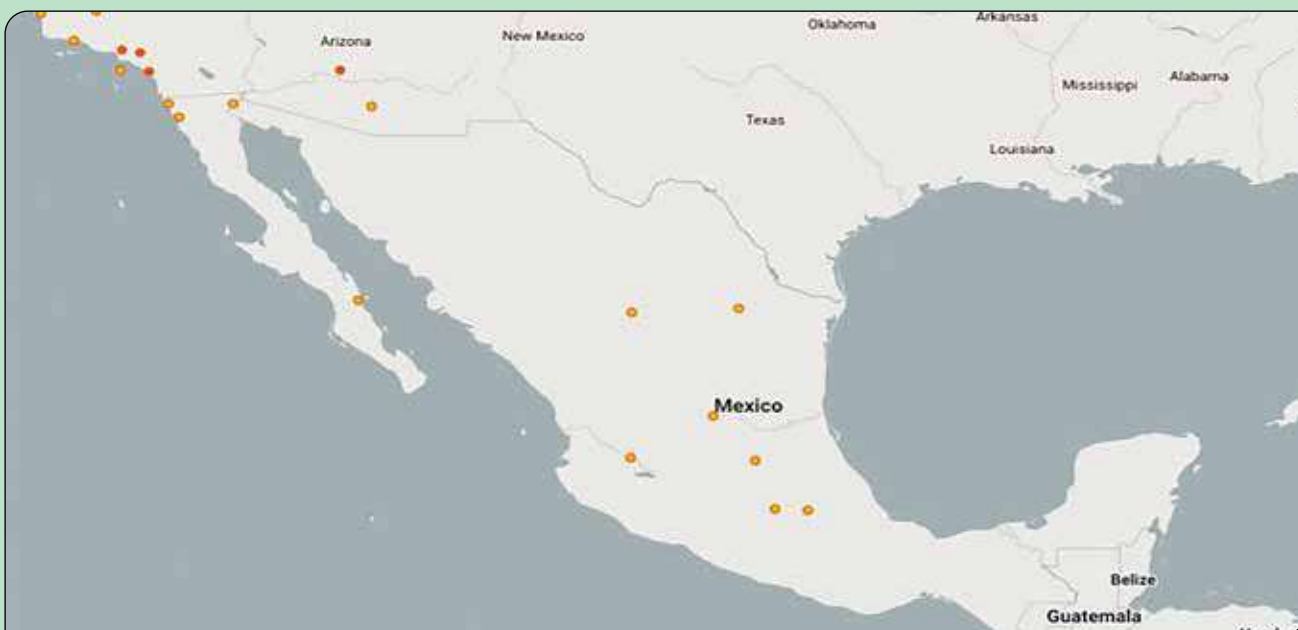 Arkansas
Oklahoma
New Mexico
Arizona
Alabama
Mississippi
Texas
Louisiana
Mexico
Belize
Guatemala